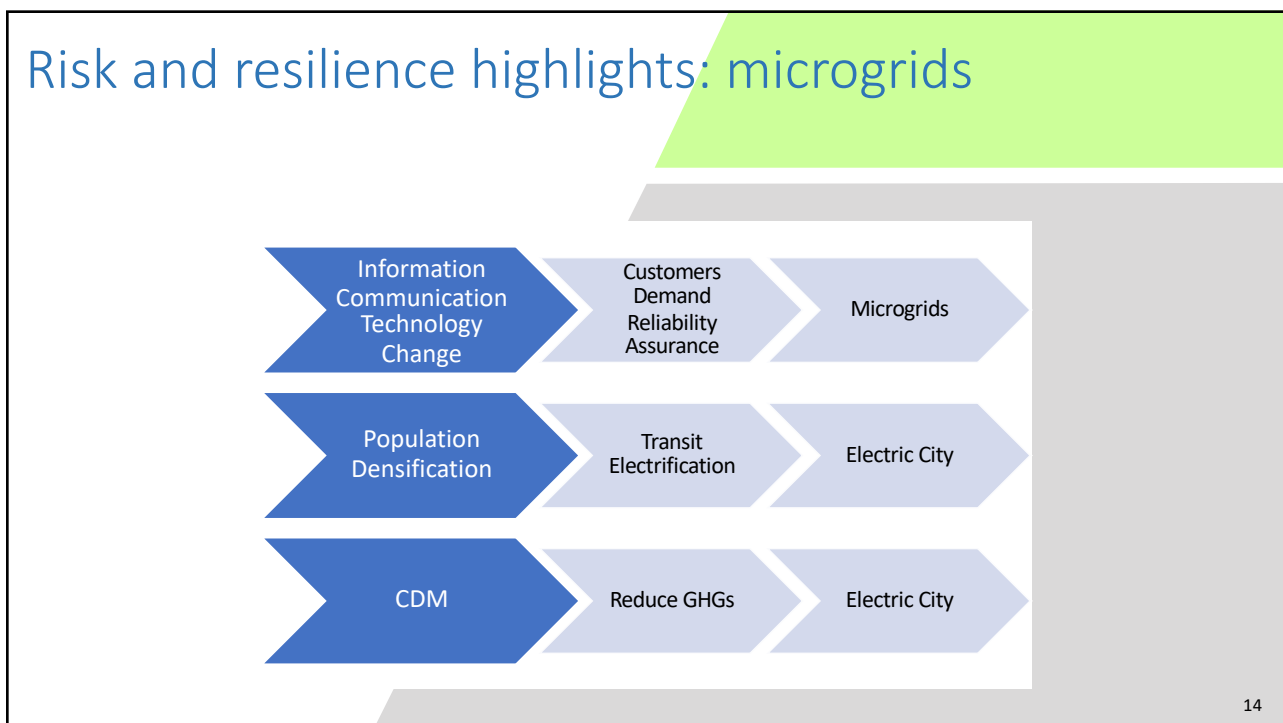 Risk and resilience highlights: microgrids
Information
Communication
Technology
Change
Customers
Demand
Reliability
Assurance
Microgrids
Population
Densification
Transit
Electrification
Electric City
CDM
Reduce GHGs
Electric City
14